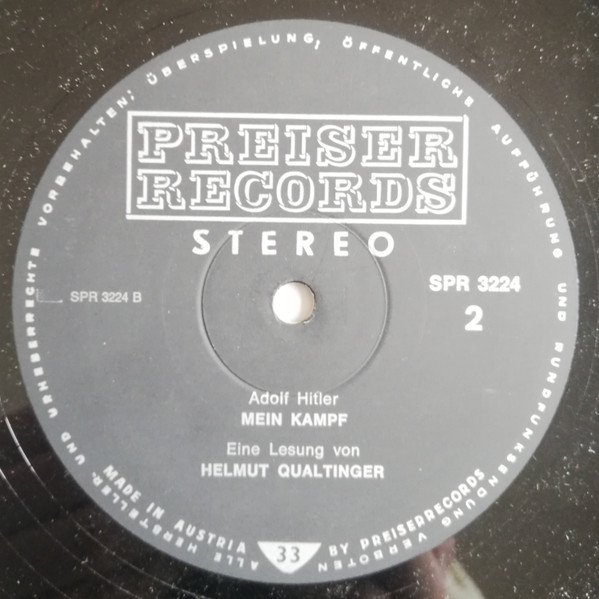 PREISER
RECORDS
STEREO
SPR 3224 B
SPR 3224
2
Adolf Hitler
MEIN KAMPF
Eine Lesung von
HELMUT QUALTINGER
MADE IN AUSTRIA
33
BY PREISERRECORDS
ALLE HERSTELLER- UND URHEBERRECHTE VORBEHALTEN; ÜBERSPIELUNG, ÖFFENTLICHE AUFFÜHRUNG UND RUNDFUNKSENDUNG VERBOTEN